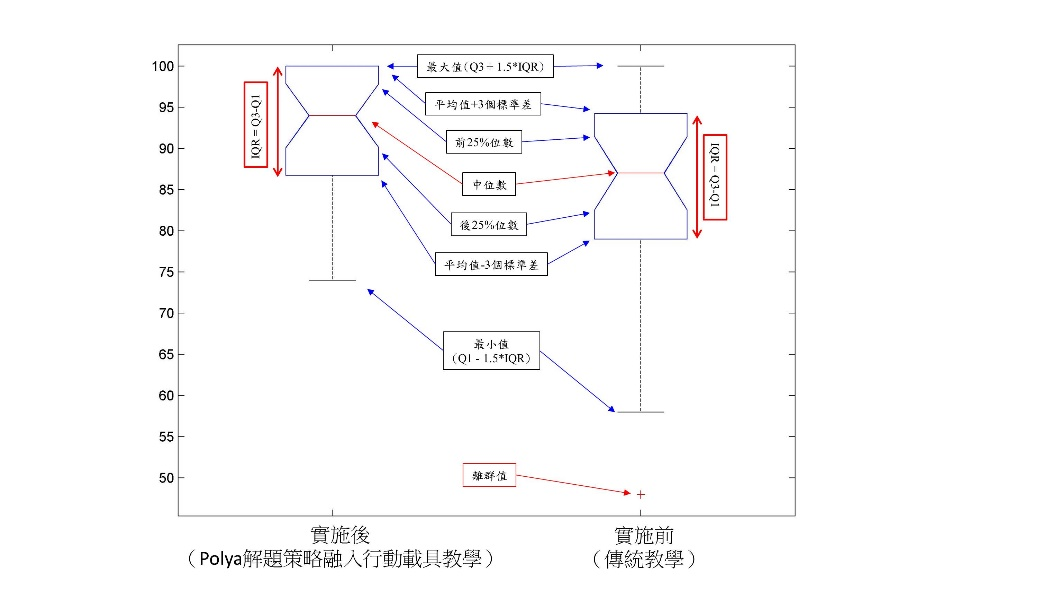 100
95
90
85
80
75
70
65
60
55
50
IQR = Q3-Q1
最大值(Q3 + 1.5*IQR)
平均值+3個標準差
前25%位數
中位數
後25%位數
平均值-3個標準差
最小值
(Q1 - 1.5*IQR)
離群值
IQR = Q3-Q1
實施後
(Polya解題策略融入行動載具教學)
實施前
(傳統教學)